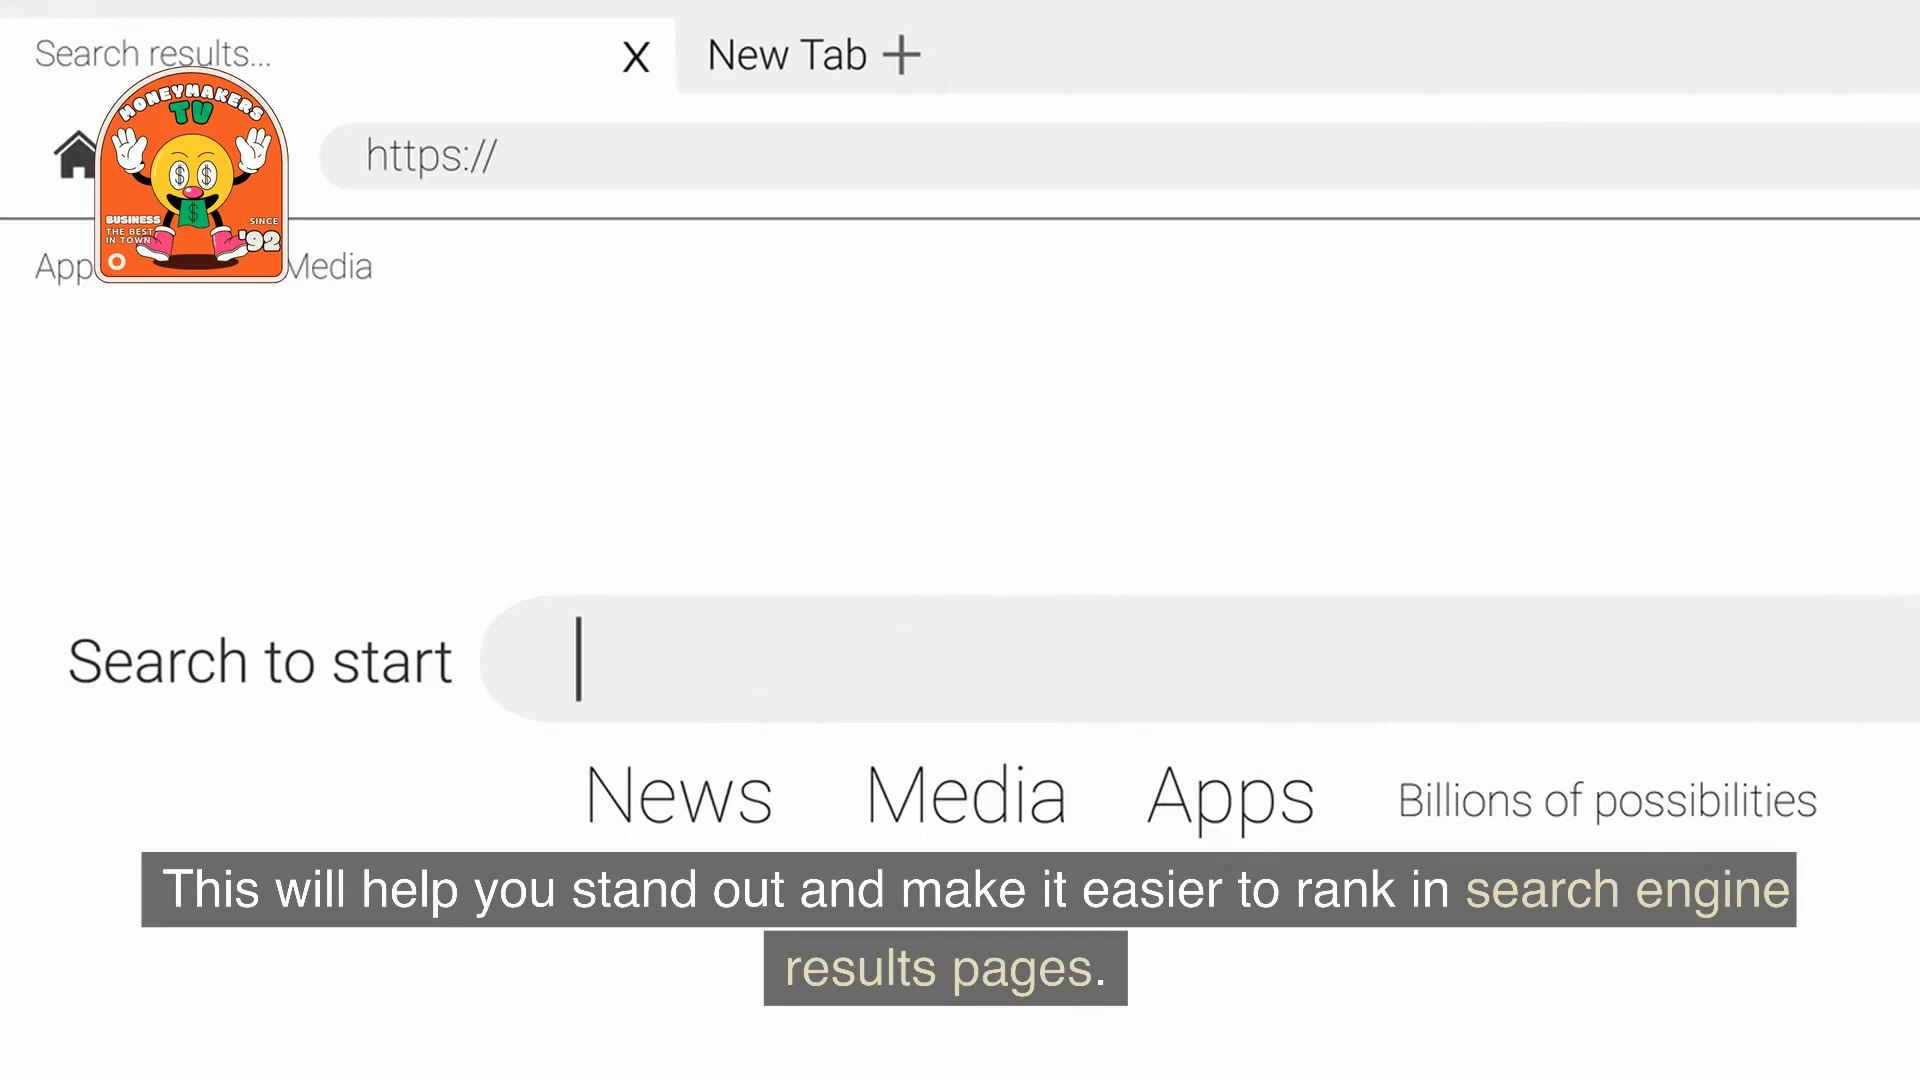 Search results...
X
New Tab +
MONEYMAKERS
TV
https://
BUSINESS
THE BEST
IN TOWN
SINCE
'92
Media
Search to start
News Media Apps Billions of possibilities
This will help you stand out and make it easier to rank in search engine
results pages.